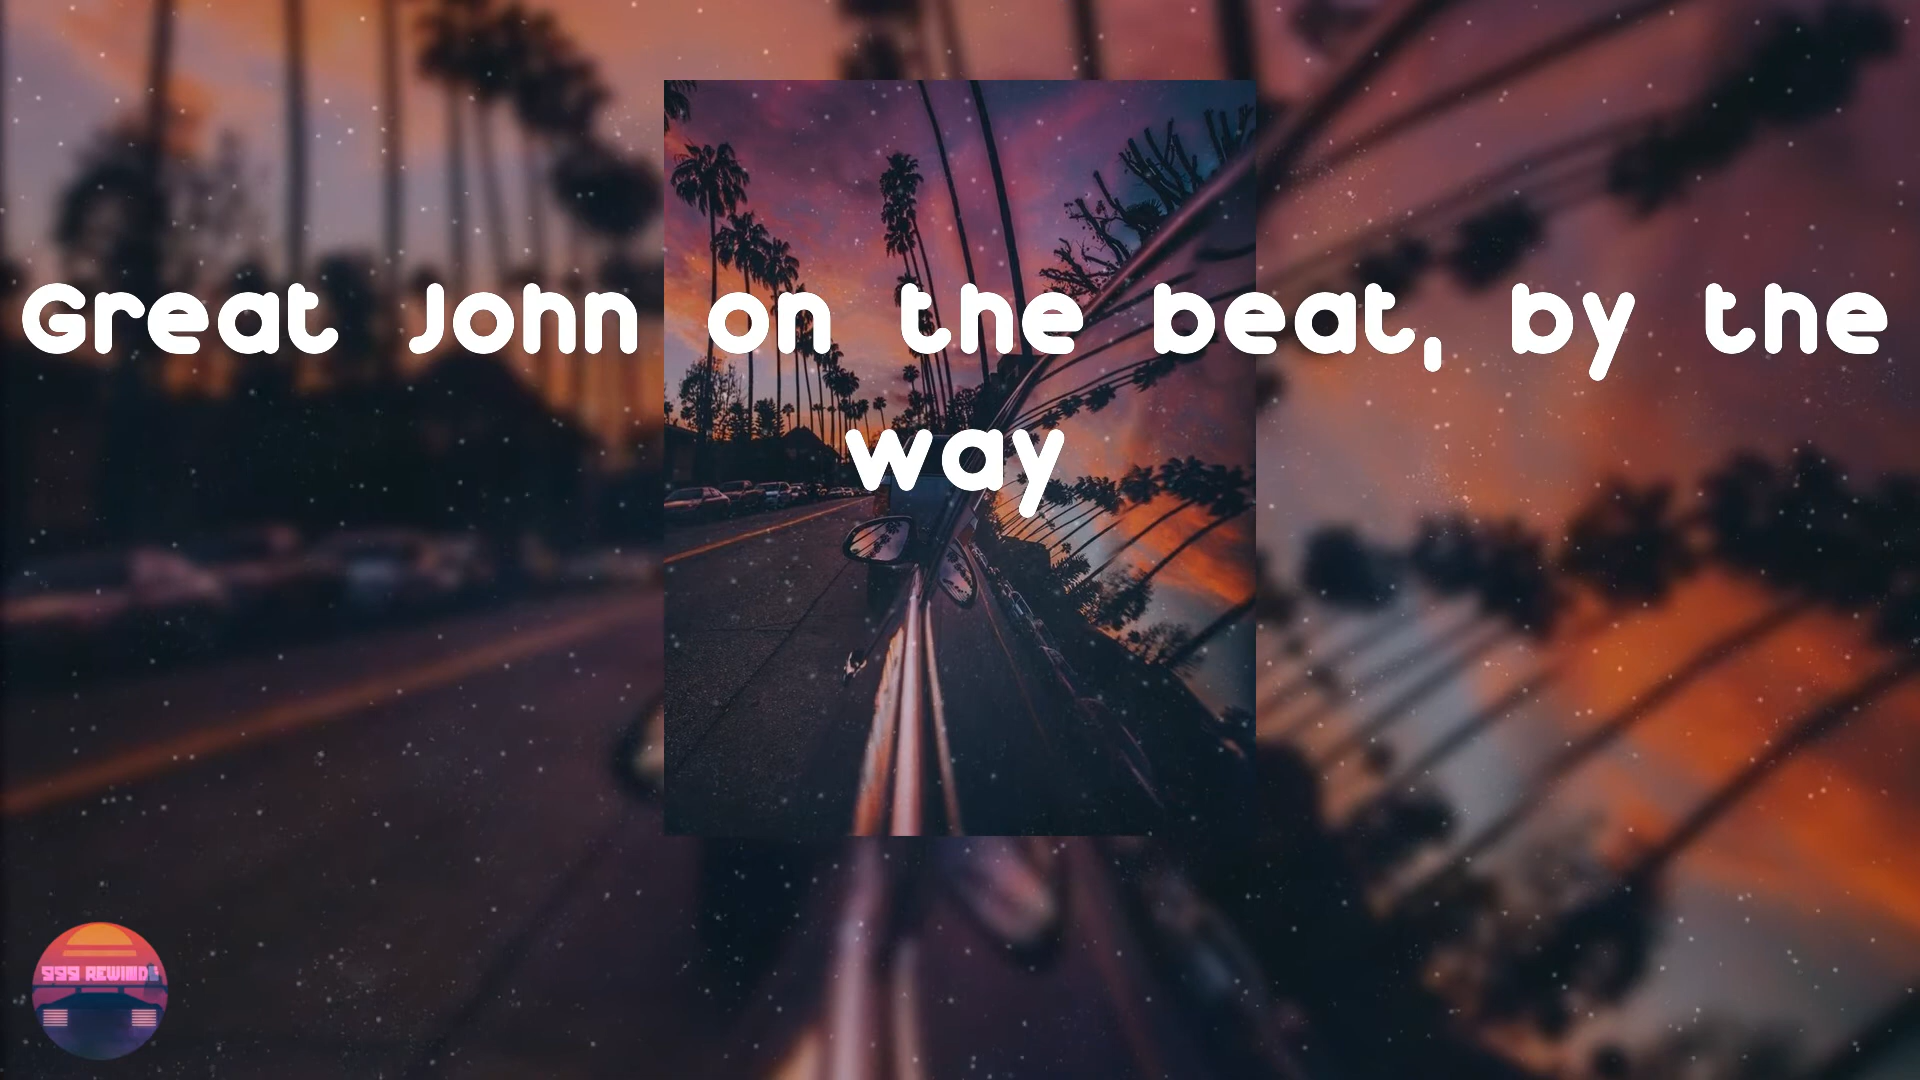 Great John on the beat, by the
way
999 REWIND